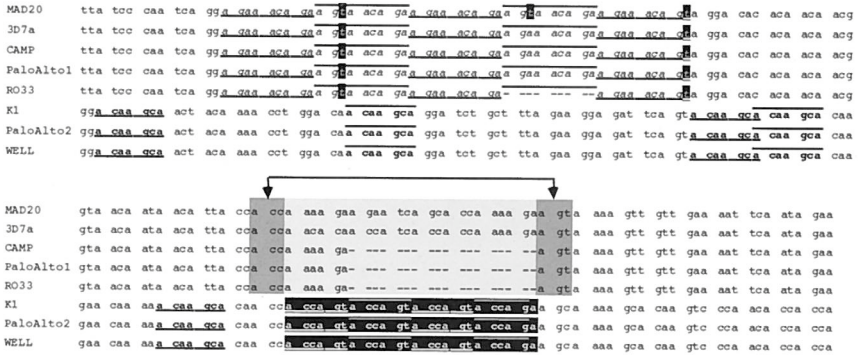 MAD20 tta tcc caa tca gga gaa aca gaa gta aca gaa gaa aca gaa gta aca gaa gaa aca gta gga cac aca aca acg
3D7a tta tcc caa tca gga gaa aca gaa gta aca gaa gaa aca gaa gaa aca gaa gaa aca gta gga cac aca aca acg
CAMP tta tcc caa tca gga gaa aca gaa gta aca gaa gaa aca gaa gaa aca gaa gaa aca gta gga cac aca aca acg
PaloAlto1 tta tcc caa tca gga gaa aca gaa gta aca gaa gaa aca gaa gaa aca gaa gaa aca gta gga cac aca aca acg
RO33 tta tcc caa tca gga gaa aca gaa gta aca gaa gaa aca ga- --- --- --a gaa aca gta gga cac aca aca acg
K1 gga caa gca act aca aaa cct gga caa caa gca gga tct gct tta gaa gga gat tca gta caa gca caa gca caa
PaloAlto2 gga caa gca act aca aaa cct gga caa caa gca gga tct gct tta gaa gga gat tca gta caa gca caa gca caa
WELL gga caa gca act aca aaa cct gga caa caa gca gga tct gct tta gaa gga gat tca gta caa gca caa gca caa
MAD20 gta aca ata aca tta cca cca aaa gaa gaa tca gca cca aaa gaa gta aaa gtt gtt gaa aat tca ata gaa
3D7a gta aca ata aca tta cca cca aca caa cca tca cca aaa gaa gta aaa gtt gtt gaa aat tca ata gaa
CAMP gta aca ata aca tta cca cca aaa ga- --- --- --- --- --- --a gta aaa gtt gtt gaa aat tca ata gaa
PaloAlto1 gta aca ata aca tta cca cca aaa ga- --- --- --- --- --- --a gta aaa gtt gtt gaa aat tca ata gaa
RO33 gta aca ata aca tta cca cca aaa ga- --- --- --- --- --- --a gta aaa gtt gtt gaa aat tca ata gaa
K1 gaa caa aaa caa gca caa cca cca gta cca gta cca gta cca gaa gca aaa gca caa gtc cca aca cca cca
PaloAlto2 gaa caa aaa caa gca caa cca cca gta cca gta cca gta cca gaa gca aaa gca caa gtc cca aca cca cca
WELL gaa caa aaa caa gca caa cca cca gta cca gta cca gta cca gaa gca aaa gca caa gtc cca aca cca cca